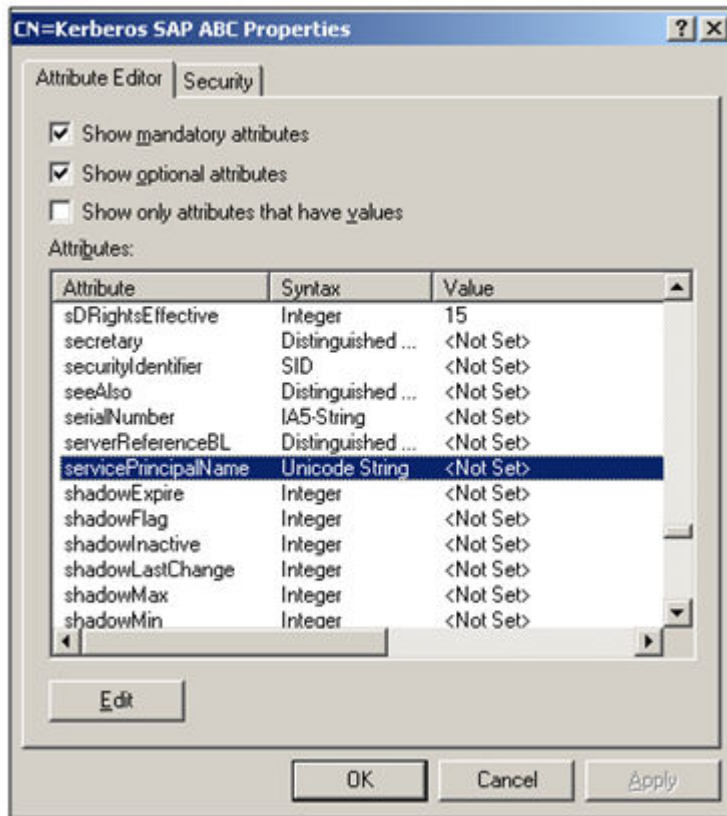 CN=Kerberos SAP ABC Properties
Attribute Editor Security
Show mandatory attributes
Show optional attributes
Show only attributes that have values
Attributes:
Attribute Syntax Value
sDRightsEffective Integer 15
secretary Distinguished ... <Not Set>
securityIdentifier SID <Not Set>
seeAlso Distinguished ... <Not Set>
serialNumber IA5-String <Not Set>
serverReferenceBL Distinguished ... <Not Set>
servicePrincipalName Unicode String <Not Set>
shadowExpire Integer <Not Set>
shadowFlag Integer <Not Set>
shadowInactive Integer <Not Set>
shadowLastChange Integer <Not Set>
shadowMax Integer <Not Set>
shadowMin Integer <Not Set>
Edit
OK Cancel Apply